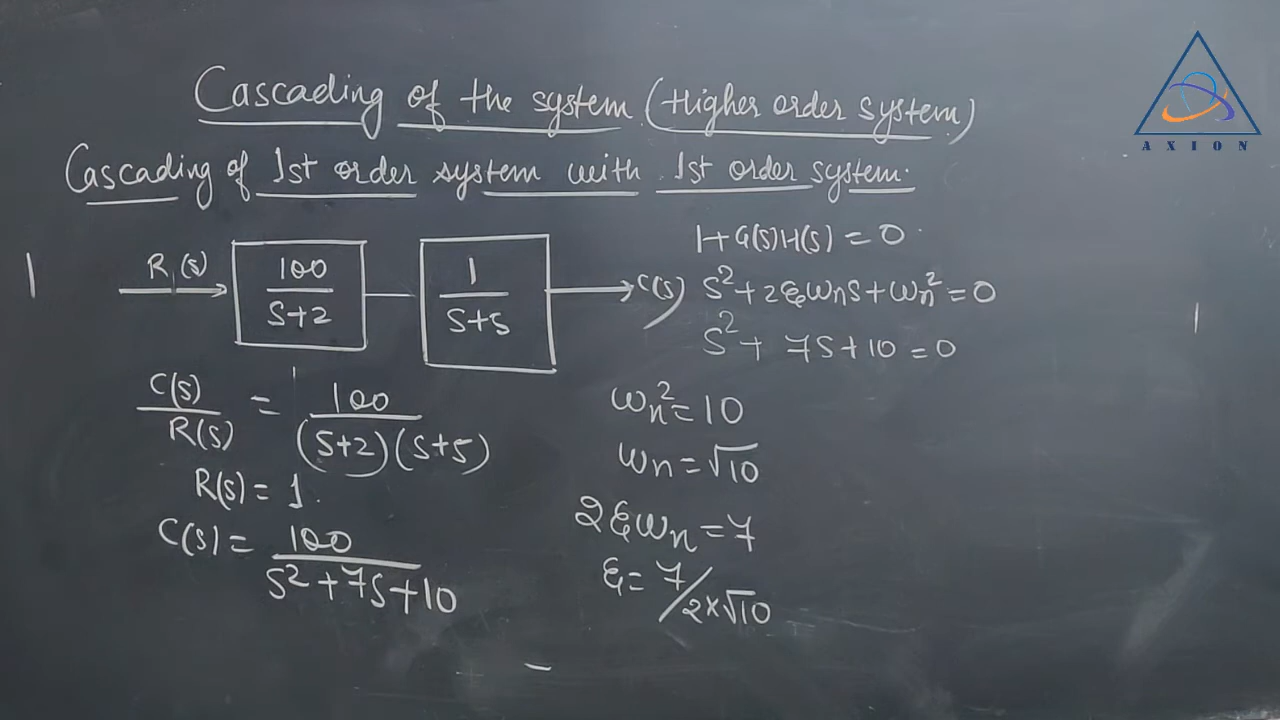 AXION
Cascading of the system (Higher order system)
Cascading of 1st order system with 1st order system.
R(s)
100
S+2
1
S+5
C(s)
1+G(s)H(s) = 0
S²+2ξωns+ωn²=0
S²+ 7S+10=0
C(s)
R(s)
=
100
(S+2)(S+5)
R(s)= 1.
C(s)=
100
S²+7S+10
ωn²=10
ωn=√10
2ξωn=7
ξ= 7/2×√10